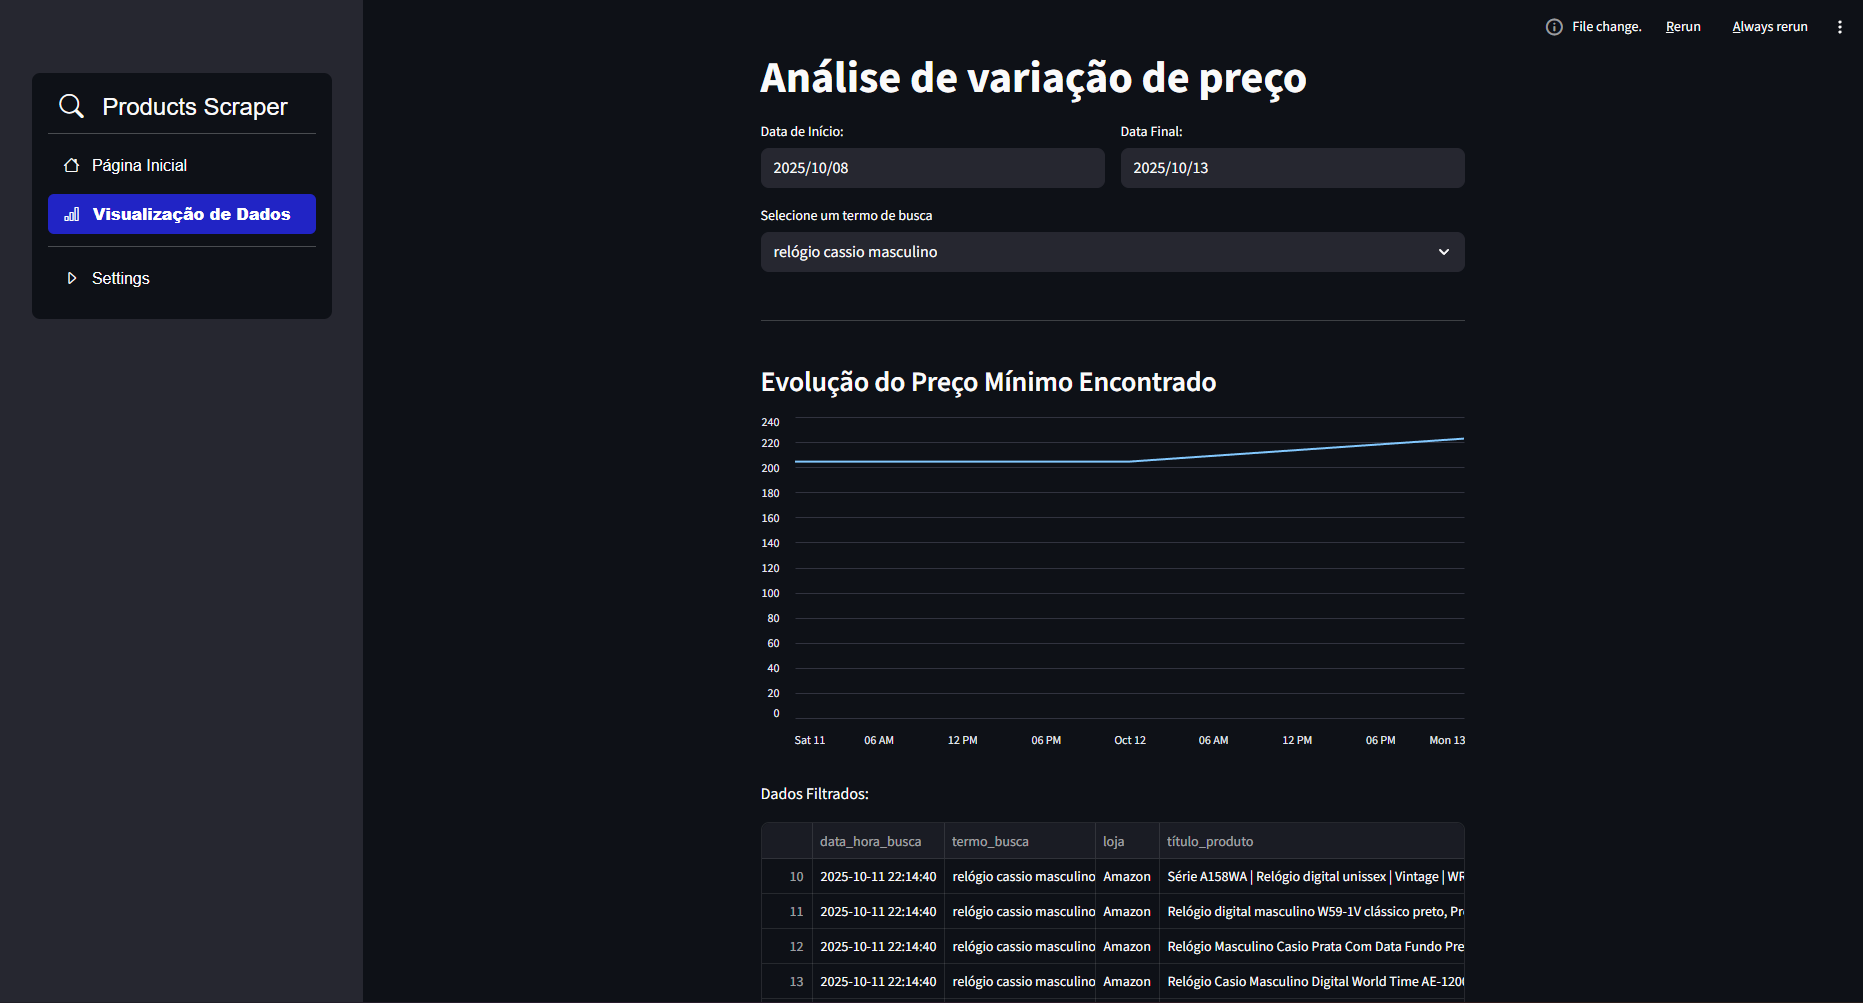 File change. Rerun Always rerun
Products Scraper
Página Inicial
Visualização de Dados
Settings
Análise de variação de preço
Data de Início: Data Final:
2025/10/08 2025/10/13
Selecione um termo de busca
relógio cassio masculino
Evolução do Preço Mínimo Encontrado
240
220
200
180
160
140
120
100
80
60
40
20
0
Sat 11 06 AM 12 PM 06 PM Oct 12 06 AM 12 PM 06 PM Mon 13
Dados Filtrados:
data_hora_busca termo_busca loja título_produto
10 2025-10-11 22:14:40 relógio cassio masculino Amazon Série A158WA | Relógio digital unissex | Vintage | WR
11 2025-10-11 22:14:40 relógio cassio masculino Amazon Relógio digital masculino W59-1V clássico preto, Pr
12 2025-10-11 22:14:40 relógio cassio masculino Amazon Relógio Masculino Casio Prata Com Data Fundo Pre
13 2025-10-11 22:14:40 relógio cassio masculino Amazon Relógio Casio Masculino Digital World Time AE-120